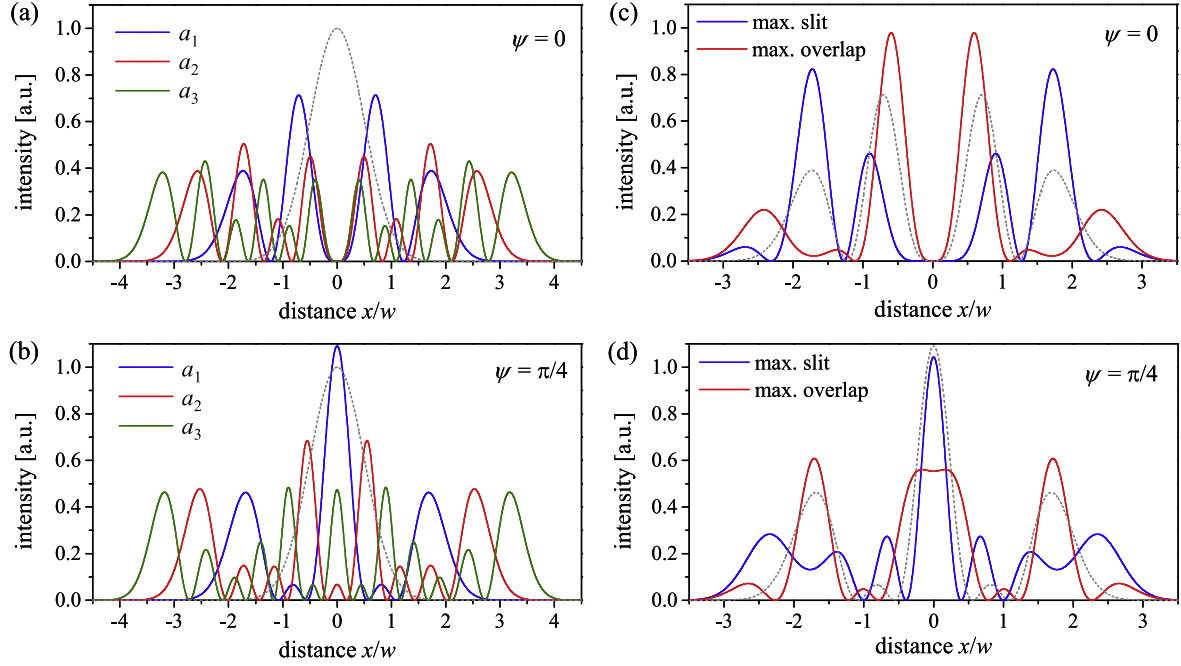 (a)
a1
a2
a3
ψ = 0
intensity [a.u.]
1.0
0.8
0.6
0.4
0.2
0.0
-4 -3 -2 -1 0 1 2 3 4
distance x/w
(c)
max. slit
max. overlap
ψ = 0
intensity [a.u.]
1.0
0.8
0.6
0.4
0.2
0.0
-3 -2 -1 0 1 2 3
distance x/w
(b)
a1
a2
a3
ψ = π/4
intensity [a.u.]
1.0
0.8
0.6
0.4
0.2
0.0
-4 -3 -2 -1 0 1 2 3 4
distance x/w
(d)
max. slit
max. overlap
ψ = π/4
intensity [a.u.]
1.0
0.8
0.6
0.4
0.2
0.0
-3 -2 -1 0 1 2 3
distance x/w